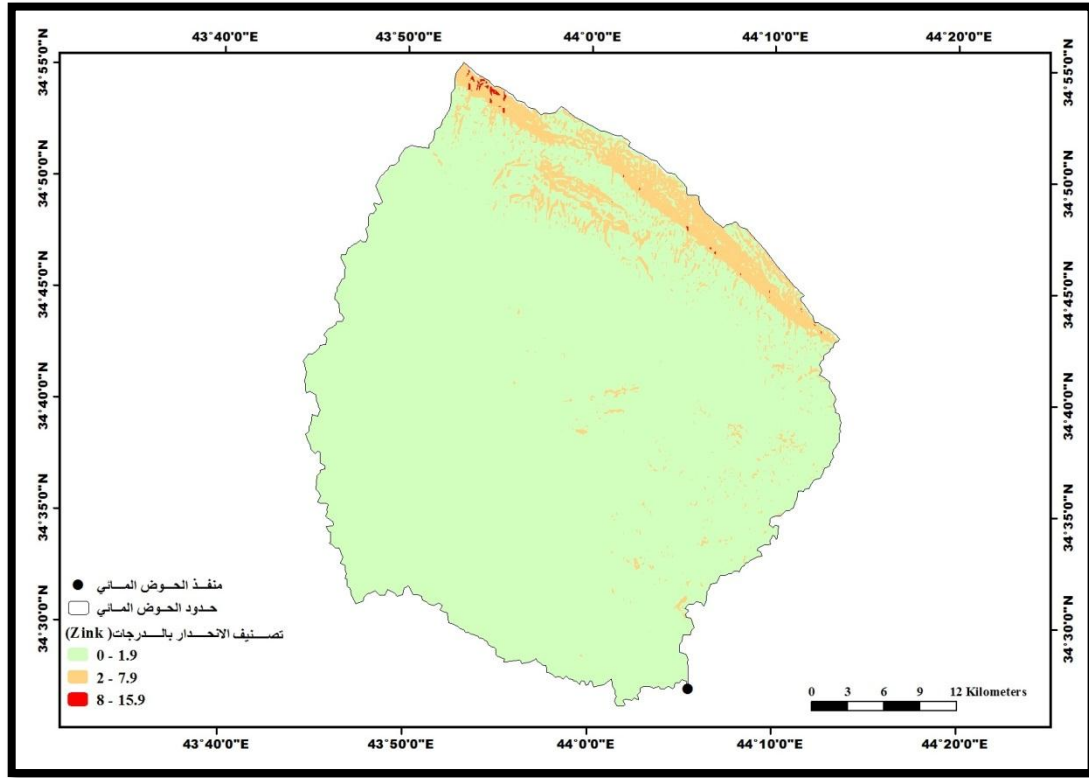 43°40'0"E 43°50'0"E 44°0'0"E 44°10'0"E 44°20'0"E
34°55'0"N 34°55'0"N
34°50'0"N 34°50'0"N
34°45'0"N 34°45'0"N
34°40'0"N 34°40'0"N
34°35'0"N 34°35'0"N
34°30'0"N 34°30'0"N
منفـذ الحـوض المـائي
حـدود الحـوض المـائي
تصـنيف الانحـدار بالـدرجات( Zink)
0 - 1.9
2 - 7.9
8 - 15.9
0 3 6 9 12 Kilometers
43°40'0"E 43°50'0"E 44°0'0"E 44°10'0"E 44°20'0"E